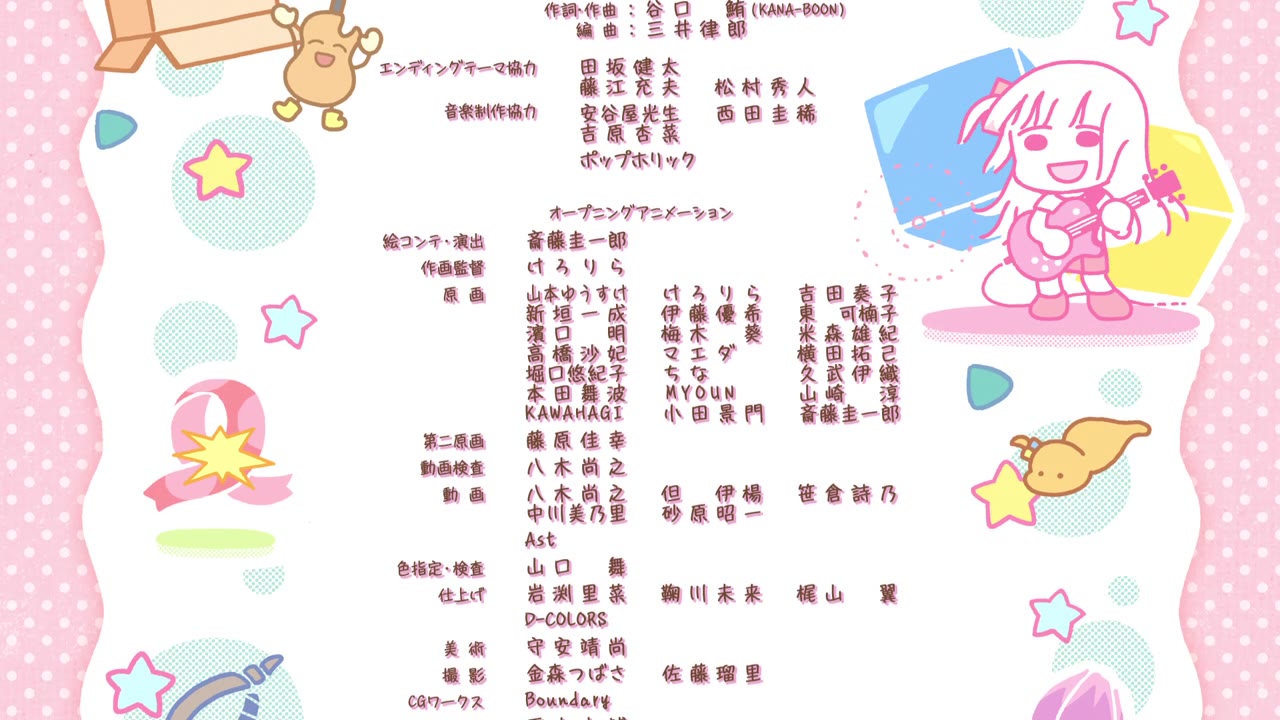 作詞・作曲：谷口 鮪(KANA-BOON)
編曲：三井律郎
エンディングテーマ協力 田坂健太
藤江充夫 松村秀人
音楽制作協力 安谷屋光生 西田圭稀
吉原杏菜
ポップホリック
オープニングアニメーション
絵コンテ・演出 斎藤圭一郎
作画監督 けろりら
原画 山本ゆうすけ けろりら 吉田奏子
新垣一成 伊藤優希 東 可楠子
濱口 明 梅木 葵 米森雄紀
高橋沙妃 マエダ 横田拓己
堀口悠紀子 ちな 久武伊織
本田舞波 MYOUN 山崎 淳
KAWAHAGI 小田景門 斎藤圭一郎
第二原画 藤原佳幸
動画検査 八木尚之
動画 八木尚之 但 伊楊 笹倉詩乃
中川美乃里 砂原昭一
Ast
色指定・検査 山口 舞
仕上げ 岩渕里菜 鞠川未来 梶山 翼
D-COLORS
美術 守安靖尚
撮影 金森つばさ 佐藤瑠里
CGワークス Boundary